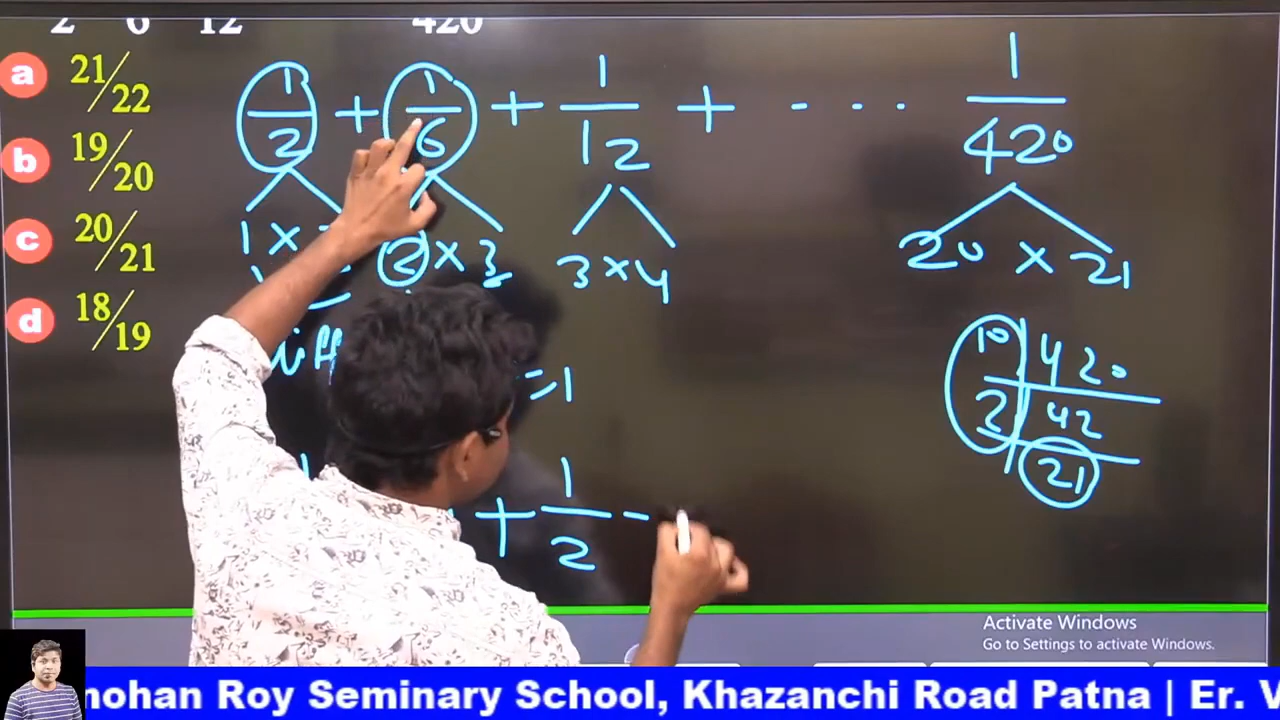 2 6 12 420
a 21/22
b 19/20
c 20/21
d 18/19
1/2 + 1/6 + 1/12 + - - - - 1/420
1 × 2 × 3 3 × 4 20 × 21
10 420
2 42
21
=1
+ 1/2 -
Activate Windows
Go to Settings to activate Windows.
mohan Roy Seminary School, Khazanchi Road Patna | Er. V